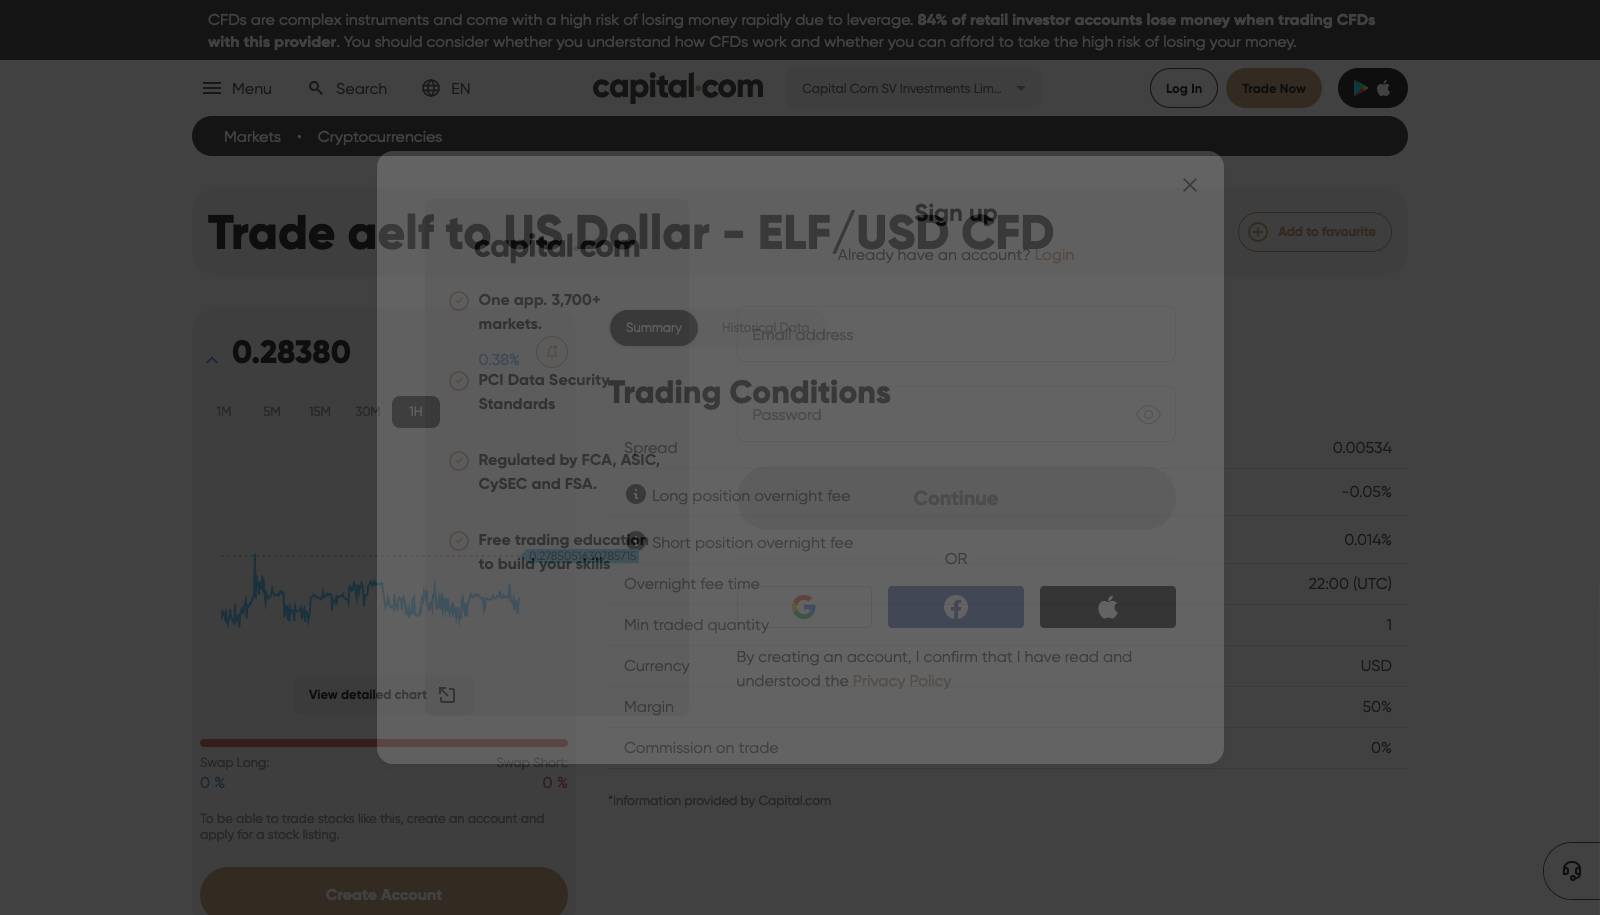 CFDs are complex instruments and come with a high risk of losing money rapidly due to leverage. 84% of retail investor accounts lose money when trading CFDs
with this provider. You should consider whether you understand how CFDs work and whether you can afford to take the high risk of losing your money.
Menu
Search
EN
capital.com
Capital Com SV Investments Lim...
Log In
Trade Now
Markets • Cryptocurrencies
Trade aelf to US Dollar - ELF/USD CFD
Add to favourite
0.28380
0.38%
1M 5M 15M 30M 1H
0.2785051630785715
View detailed chart
Swap Long:
0 %
Swap Short:
0 %
To be able to trade stocks like this, create an account and
apply for a stock listing.
Create Account
Summary
Historical Data
Trading Conditions
Spread 0.00534
Long position overnight fee -0.05%
Short position overnight fee 0.014%
Overnight fee time 22:00 (UTC)
Min traded quantity 1
Currency USD
Margin 50%
Commission on trade 0%
*Information provided by Capital.com
capital.com
One app. 3,700+
markets.
PCI Data Security
Standards
Regulated by FCA, ASIC,
CySEC and FSA.
Free trading education
to build your skills
Sign up
Already have an account? Login
Email address
Password
Continue
OR
By creating an account, I confirm that I have read and
understood the Privacy Policy